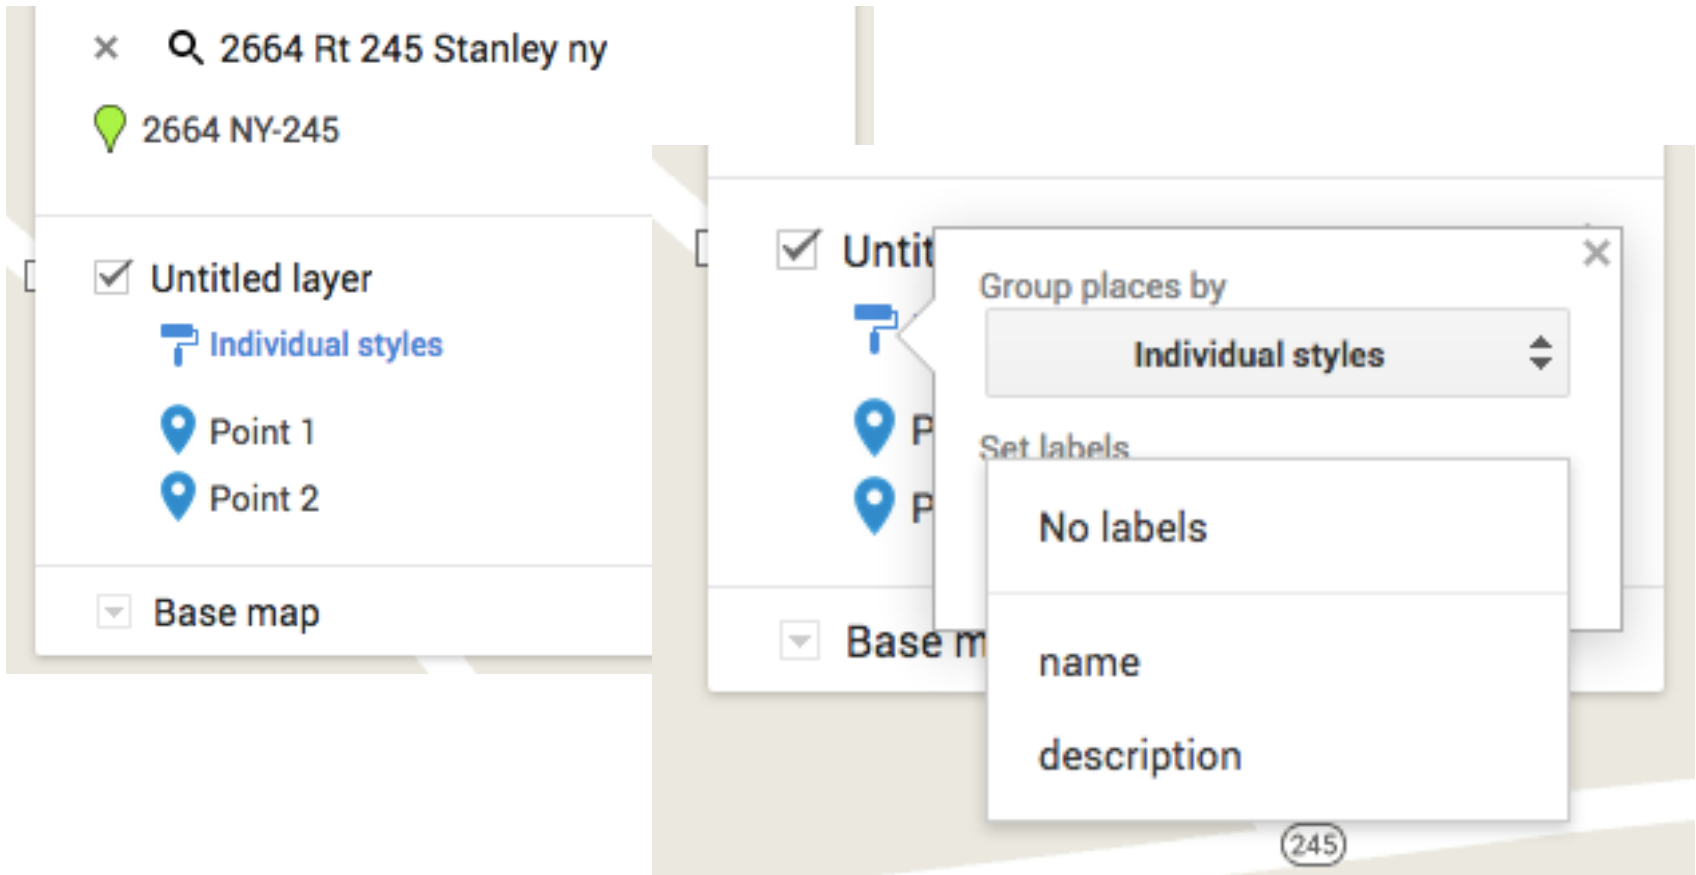 2664 Rt 245 Stanley ny
2664 NY-245
Untitled layer
Individual styles
Point 1
Point 2
Base map
Untit
P
P
Base m
Group places by
Individual styles
Set labels
No labels
name
description
245